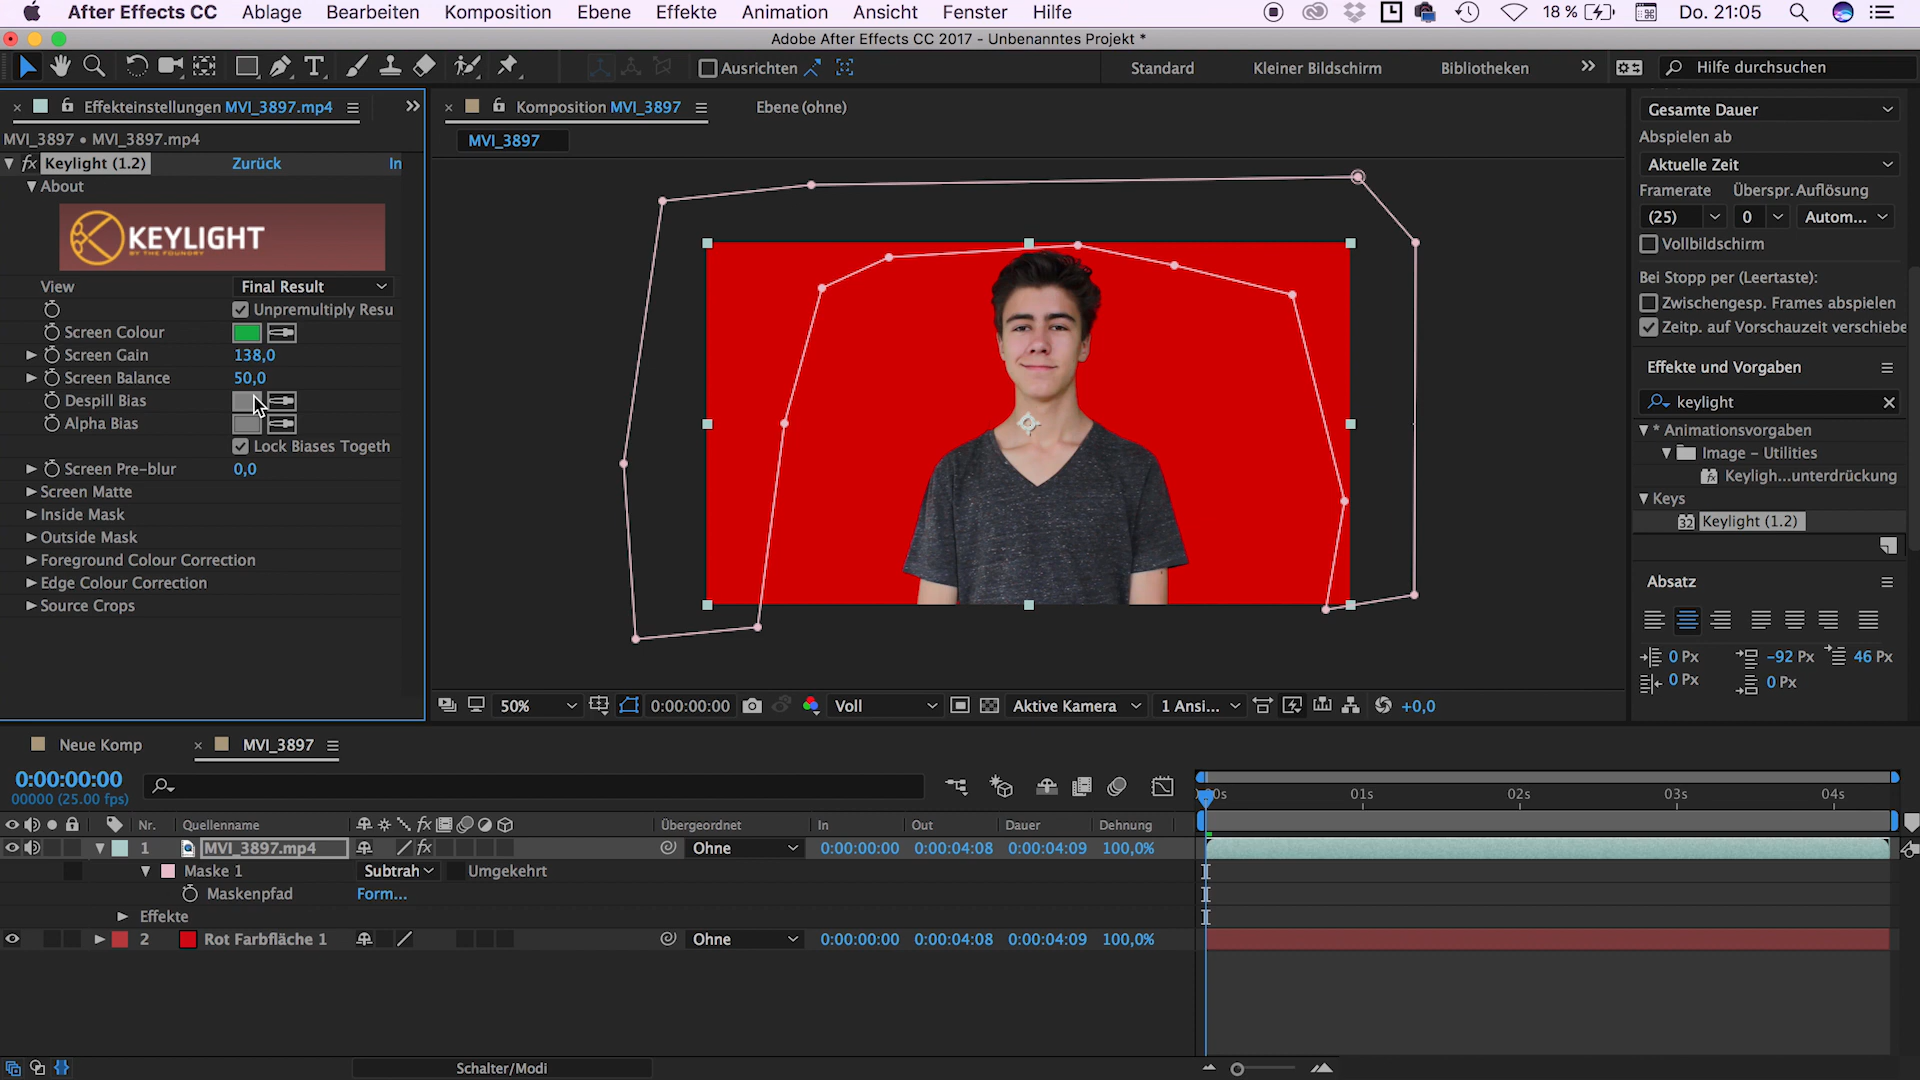 After Effects CC Ablage Bearbeiten Komposition Ebene Effekte Animation Ansicht Fenster Hilfe 18 % Do. 21:05
Adobe After Effects CC 2017 - Unbenanntes Projekt *
Ausrichten Standard Kleiner Bildschirm Bibliotheken Hilfe durchsuchen
Effekteinstellungen MVI_3897.mp4
MVI_3897 • MVI_3897.mp4
fx Keylight (1.2) Zurück In
About
KEYLIGHT
BY THE FOUNDRY
View Final Result
Unpremultiply Resu
Screen Colour
Screen Gain 138,0
Screen Balance 50,0
Despill Bias
Alpha Bias
Lock Biases Togeth
Screen Pre-blur 0,0
Screen Matte
Inside Mask
Outside Mask
Foreground Colour Correction
Edge Colour Correction
Source Crops
Komposition MVI_3897 Ebene (ohne)
MVI_3897
50% 0:00:00:00 Voll Aktive Kamera 1 Ansi... +0,0
Gesamte Dauer
Abspielen ab
Aktuelle Zeit
Framerate Überspr. Auflösung
(25) 0 Autom...
Vollbildschirm
Bei Stopp per (Leertaste):
Zwischengesp. Frames abspielen
Zeitp. auf Vorschauzeit verschiebe
Effekte und Vorgaben
keylight
* Animationsvorgaben
Image – Utilities
Keyligh...unterdrückung
Keys
32 Keylight (1.2)
Absatz
0 Px -92 Px 46 Px
0 Px 0 Px
Neue Komp MVI_3897
0:00:00:00
00000 (25.00 fps)
00s 01s 02s 03s 04s
Nr. Quellenname fx Übergeordnet In Out Dauer Dehnung
1 MVI_3897.mp4 fx Ohne 0:00:00:00 0:00:04:08 0:00:04:09 100,0%
Maske 1 Subtrah Umgekehrt
Maskenpfad Form...
Effekte
2 Rot Farbfläche 1 Ohne 0:00:00:00 0:00:04:08 0:00:04:09 100,0%
Schalter/Modi